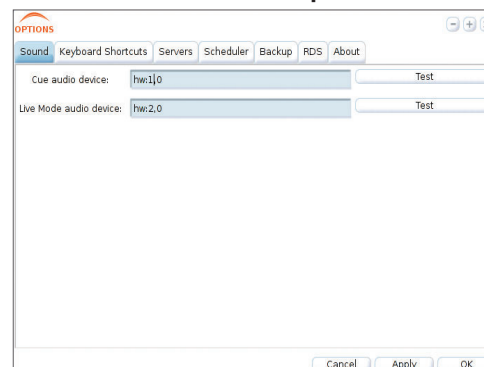 OPTIONS
Sound Keyboard Shortcuts Servers Scheduler Backup RDS About
Cue audio device: hw:1,0 Test
Live Mode audio device: hw:2,0 Test
Cancel Apply OK